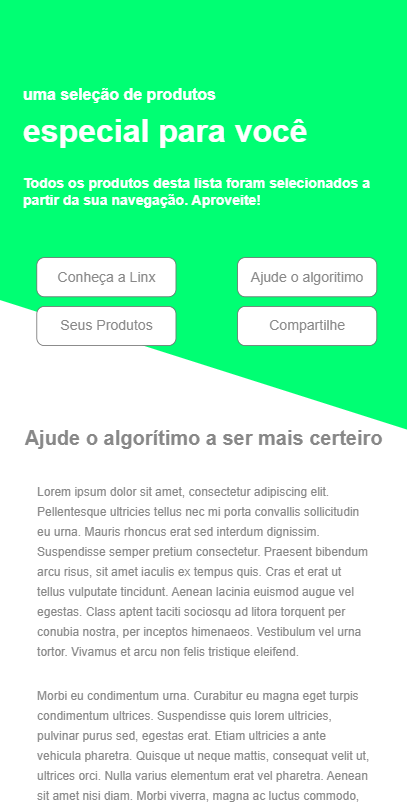 uma seleção de produtos
especial para você
Todos os produtos desta lista foram selecionados a
partir da sua navegação. Aproveite!
Conheça a Linx
Ajude o algoritimo
Seus Produtos
Compartilhe
Ajude o algorítimo a ser mais certeiro
Lorem ipsum dolor sit amet, consectetur adipiscing elit.
Pellentesque ultricies tellus nec mi porta convallis sollicitudin
eu urna. Mauris rhoncus erat sed interdum dignissim.
Suspendisse semper pretium consectetur. Praesent bibendum
arcu risus, sit amet iaculis ex tempus quis. Cras et erat ut
tellus vulputate tincidunt. Aenean lacinia euismod augue vel
egestas. Class aptent taciti sociosqu ad litora torquent per
conubia nostra, per inceptos himenaeos. Vestibulum vel urna
tortor. Vivamus et arcu non felis tristique eleifend.
Morbi eu condimentum urna. Curabitur eu magna eget turpis
condimentum ultrices. Suspendisse quis lorem ultricies,
pulvinar purus sed, egestas erat. Etiam ultricies a ante
vehicula pharetra. Quisque ut neque mattis, consequat velit ut,
ultrices orci. Nulla varius elementum erat vel pharetra. Aenean
sit amet nisi diam. Morbi viverra, magna ac luctus commodo,